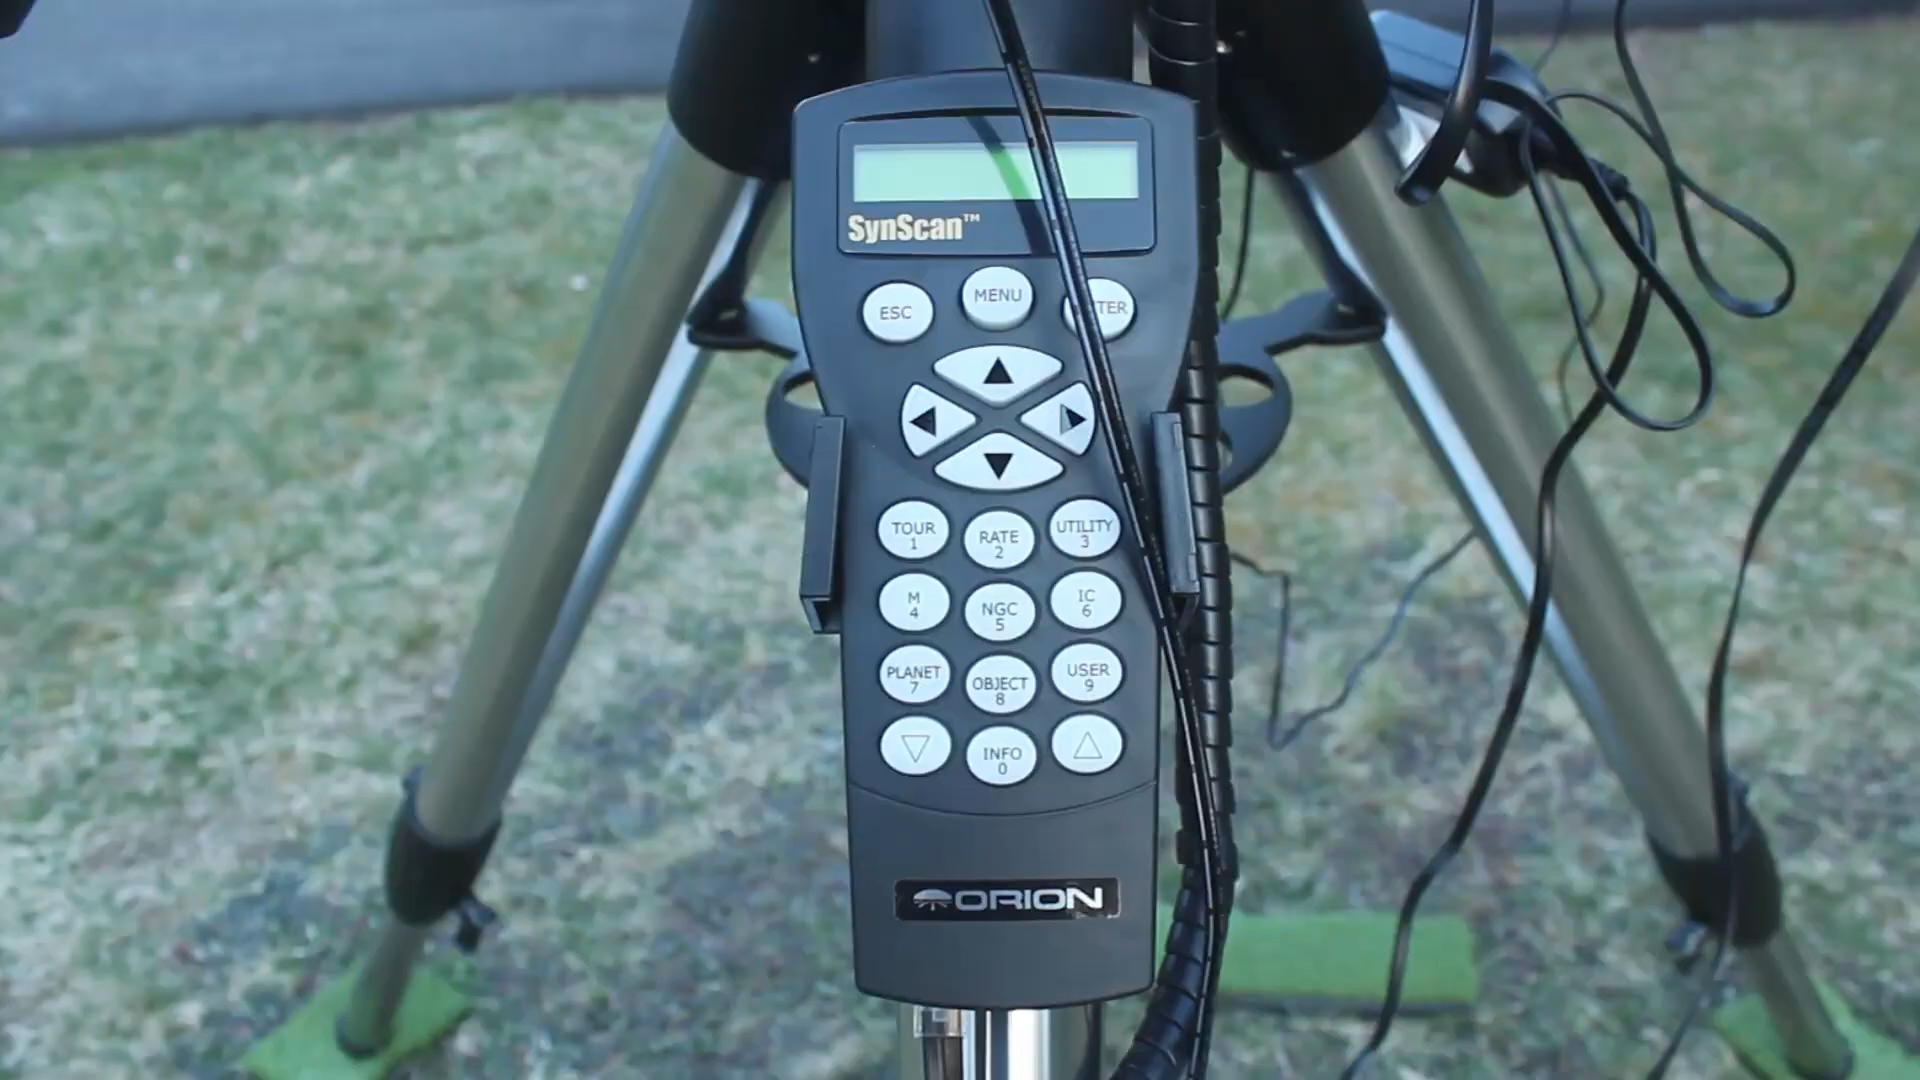 SynScan™
ESC
MENU
TER
TOUR
1
RATE
2
UTILITY
3
M
4
NGC
5
IC
6
PLANET
7
OBJECT
8
USER
9
INFO
0
ORION